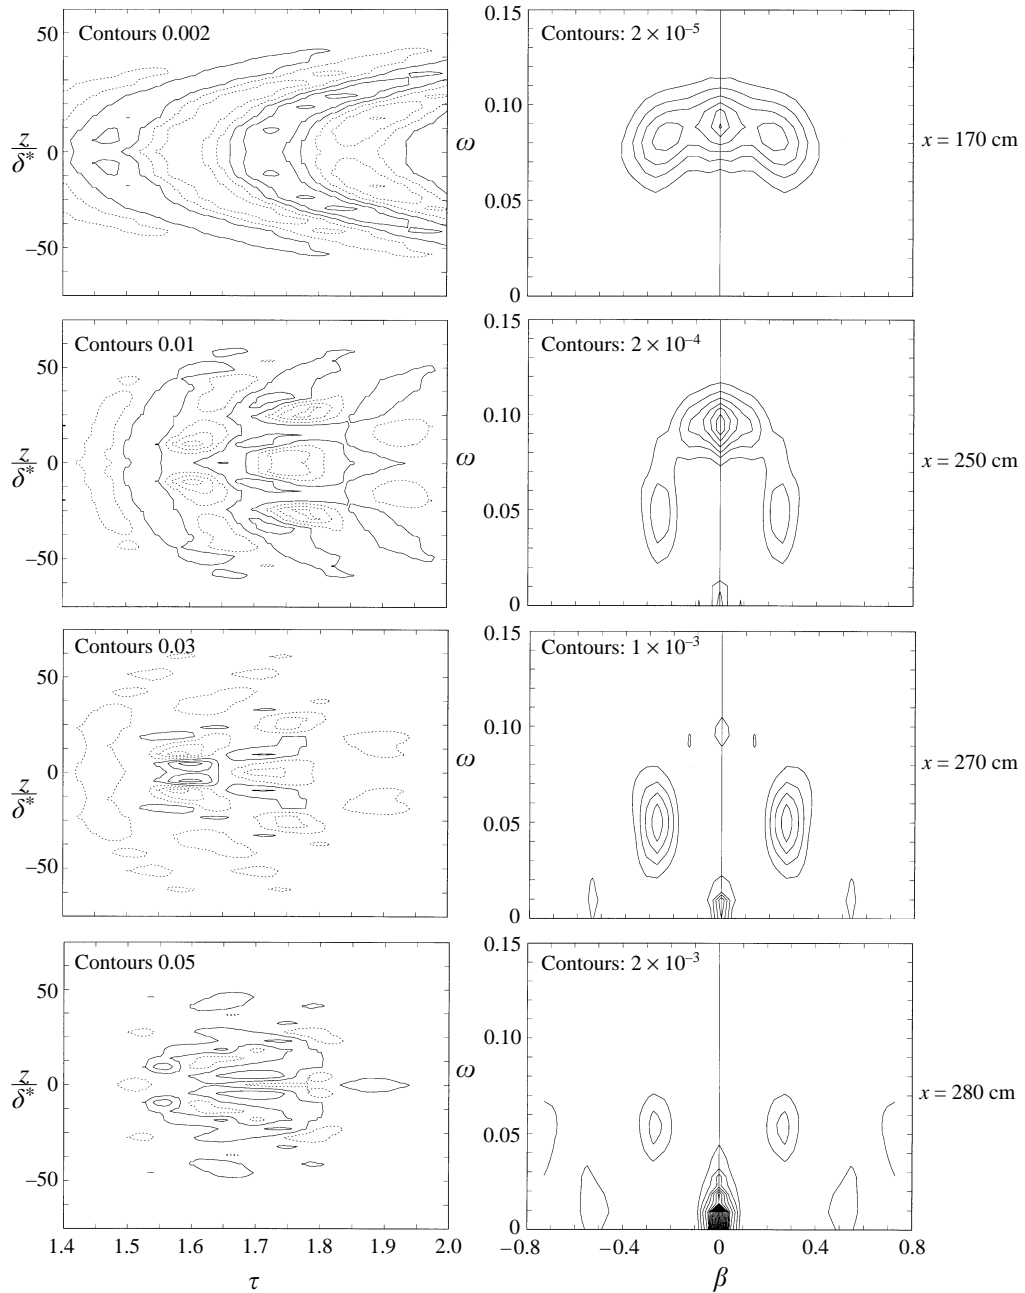 Contours 0.002
50
0
−50
z
δ*
Contours: 2 × 10−5
0.15
0.10
0.05
0
ω
x = 170 cm
Contours 0.01
50
0
−50
z
δ*
Contours: 2 × 10−4
0.15
0.10
0.05
0
ω
x = 250 cm
Contours 0.03
50
0
−50
z
δ*
Contours: 1 × 10−3
0.15
0.10
0.05
0
ω
x = 270 cm
Contours 0.05
50
0
−50
z
δ*
1.4 1.5 1.6 1.7 1.8 1.9 2.0
τ
Contours: 2 × 10−3
0.15
0.10
0.05
0
ω
x = 280 cm
−0.8 −0.4 0 0.4 0.8
β